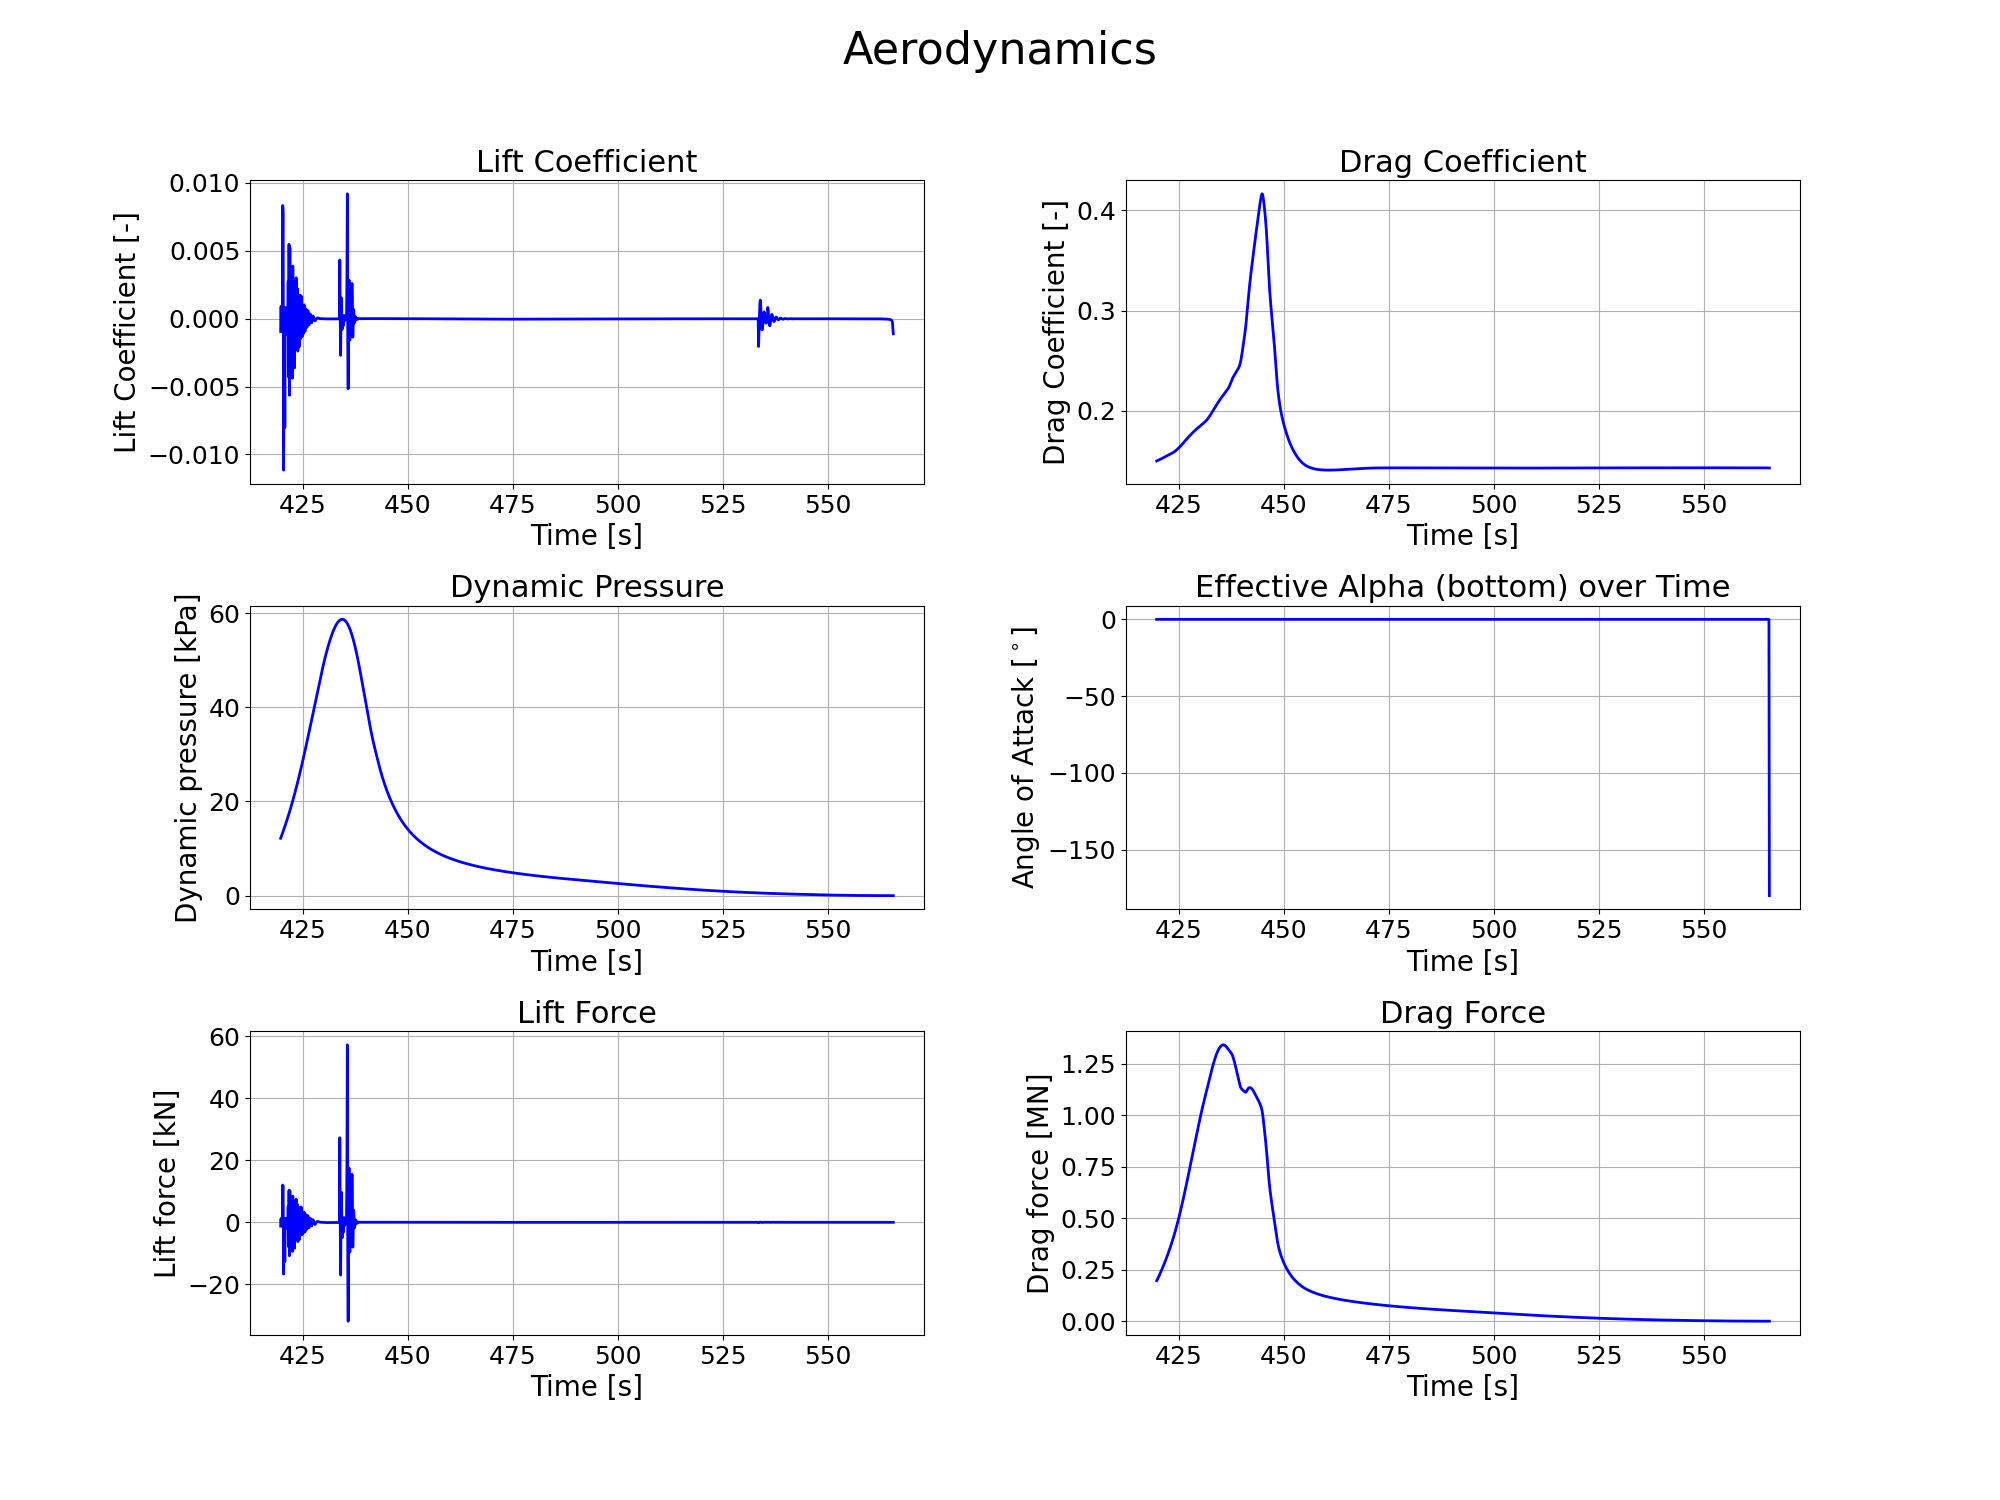 Aerodynamics
Lift Coefficient
Lift Coefficient [-]
0.010
0.005
0.000
−0.005
−0.010
425 450 475 500 525 550
Time [s]
Drag Coefficient
Drag Coefficient [-]
0.4
0.3
0.2
425 450 475 500 525 550
Time [s]
Dynamic Pressure
Dynamic pressure [kPa]
60
40
20
0
425 450 475 500 525 550
Time [s]
Effective Alpha (bottom) over Time
Angle of Attack [°]
0
−50
−100
−150
425 450 475 500 525 550
Time [s]
Lift Force
Lift force [kN]
60
40
20
0
−20
425 450 475 500 525 550
Time [s]
Drag Force
Drag force [MN]
1.25
1.00
0.75
0.50
0.25
0.00
425 450 475 500 525 550
Time [s]